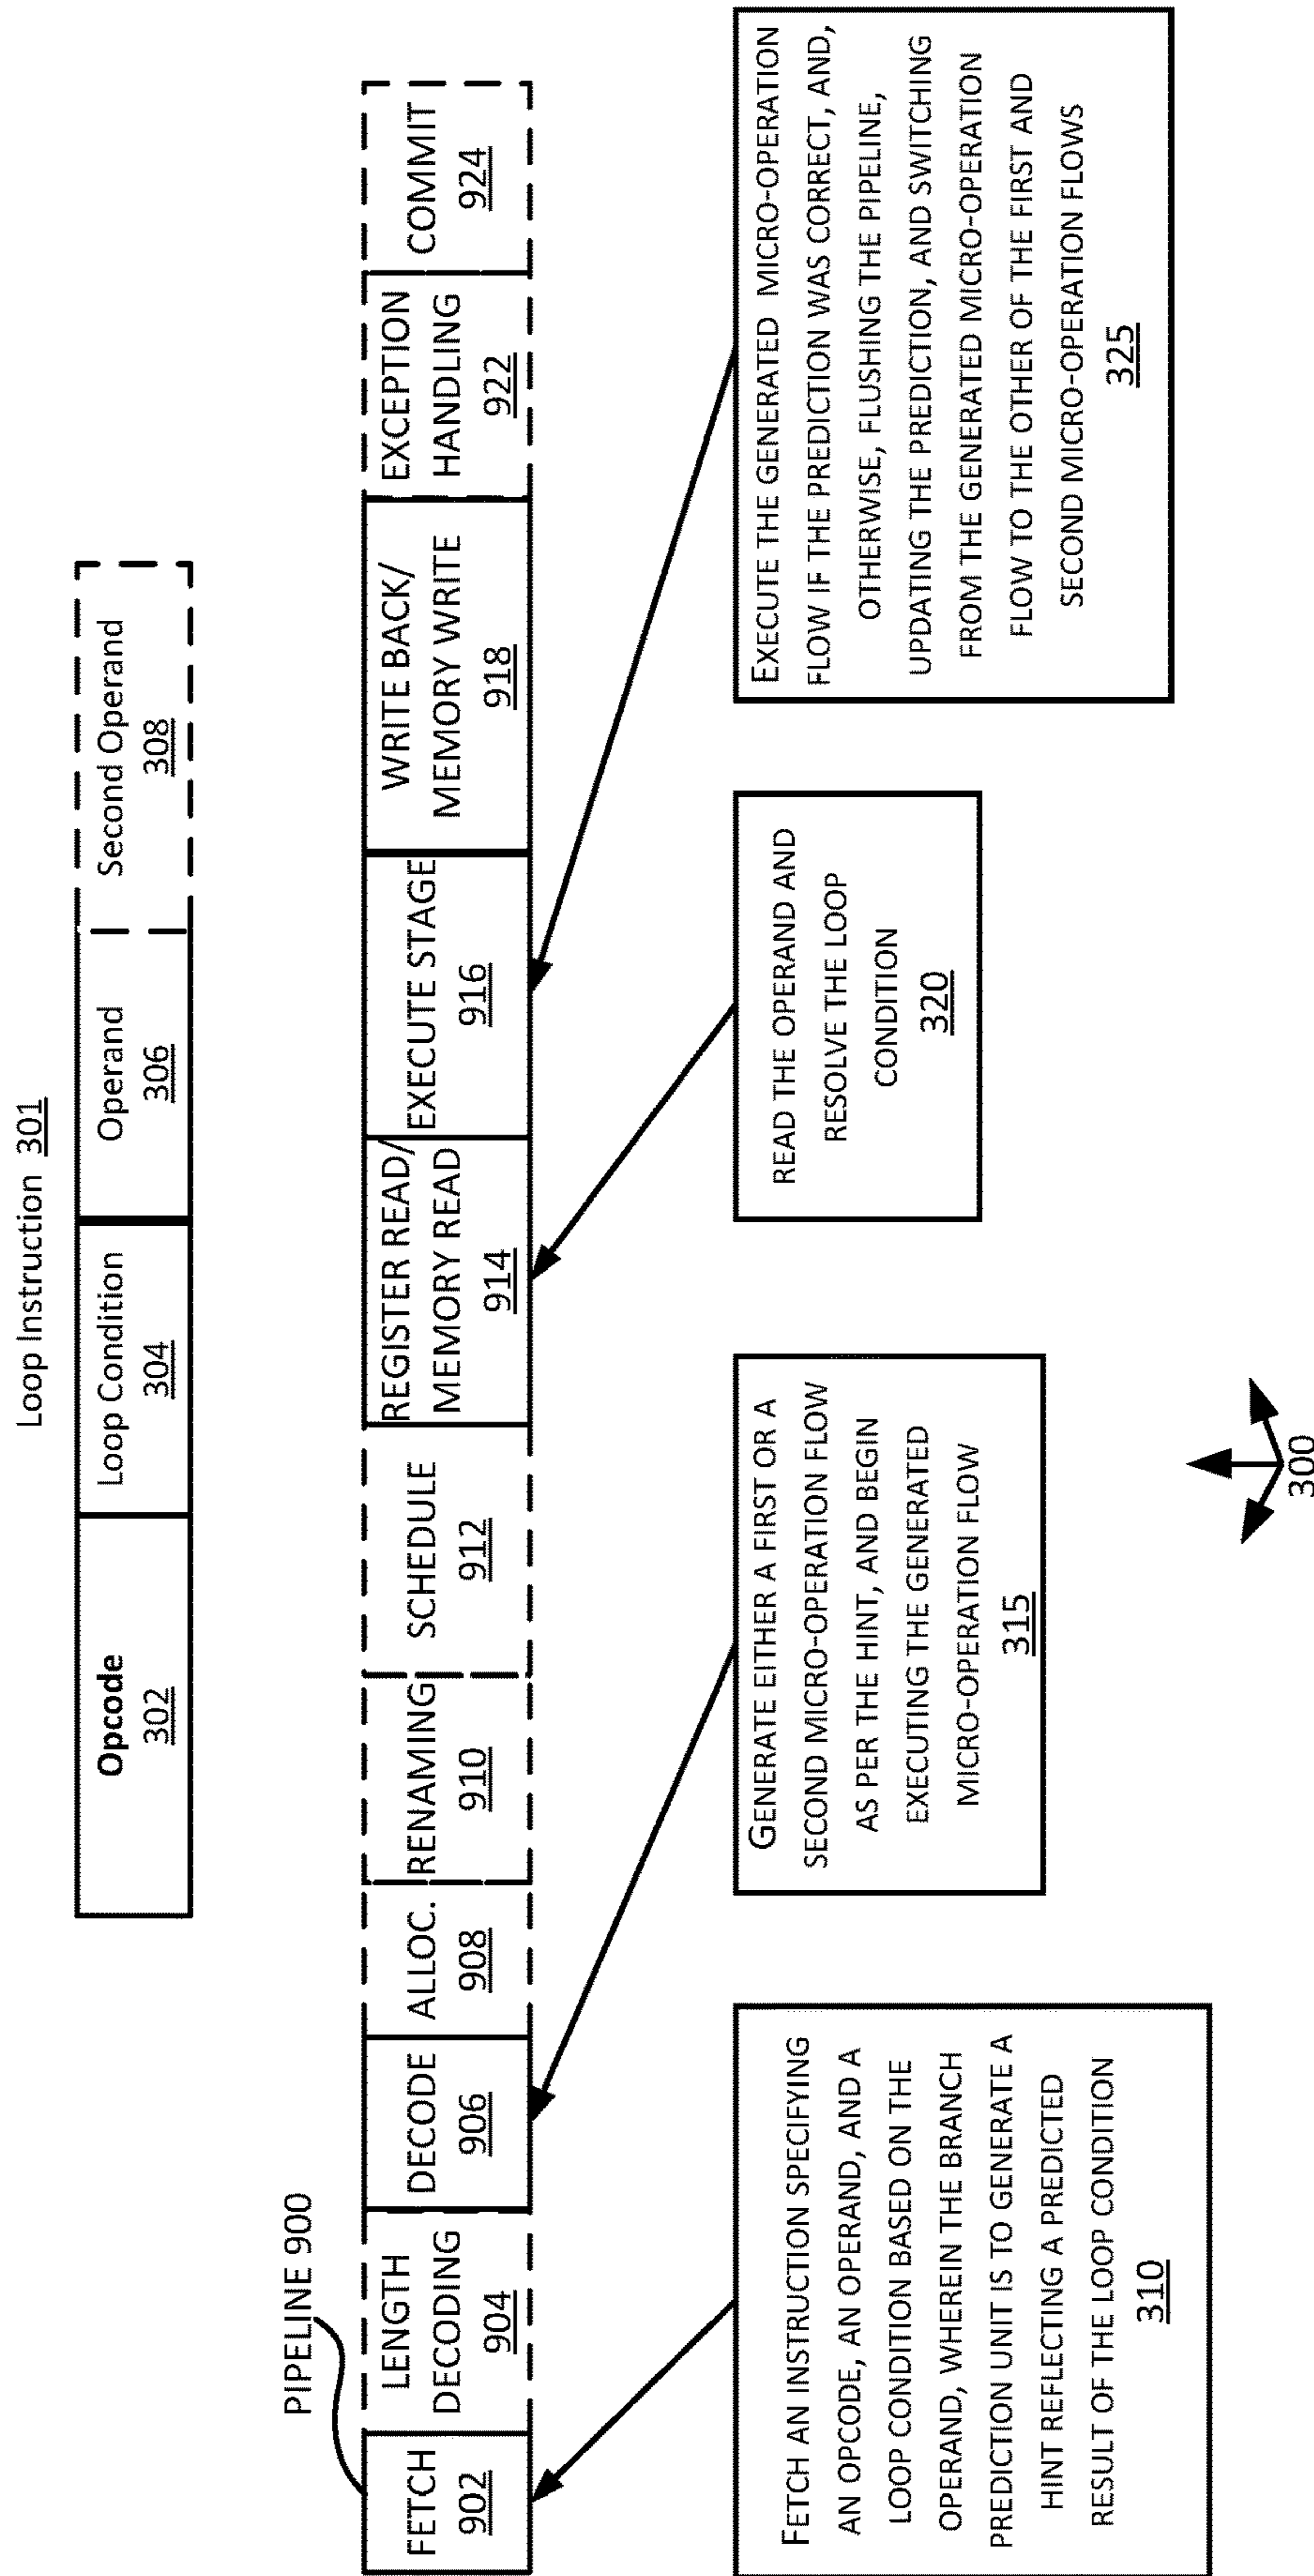 Loop Instruction 301
Opcode
302
Loop Condition
304
Operand
306
Second Operand
308
PIPELINE 900
FETCH
902
LENGTH
DECODING
904
DECODE
906
ALLOC.
908
RENAMING
910
SCHEDULE
912
REGISTER READ/
MEMORY READ
914
EXECUTE STAGE
916
WRITE BACK/
MEMORY WRITE
918
EXCEPTION
HANDLING
922
COMMIT
924
FETCH AN INSTRUCTION SPECIFYING
AN OPCODE, AN OPERAND, AND A
LOOP CONDITION BASED ON THE
OPERAND, WHEREIN THE BRANCH
PREDICTION UNIT IS TO GENERATE A
HINT REFLECTING A PREDICTED
RESULT OF THE LOOP CONDITION
310
GENERATE EITHER A FIRST OR A
SECOND MICRO-OPERATION FLOW
AS PER THE HINT, AND BEGIN
EXECUTING THE GENERATED
MICRO-OPERATION FLOW
315
READ THE OPERAND AND
RESOLVE THE LOOP
CONDITION
320
EXECUTE THE GENERATED MICRO-OPERATION
FLOW IF THE PREDICTION WAS CORRECT, AND,
OTHERWISE, FLUSHING THE PIPELINE,
UPDATING THE PREDICTION, AND SWITCHING
FROM THE GENERATED MICRO-OPERATION
FLOW TO THE OTHER OF THE FIRST AND
SECOND MICRO-OPERATION FLOWS
325
300